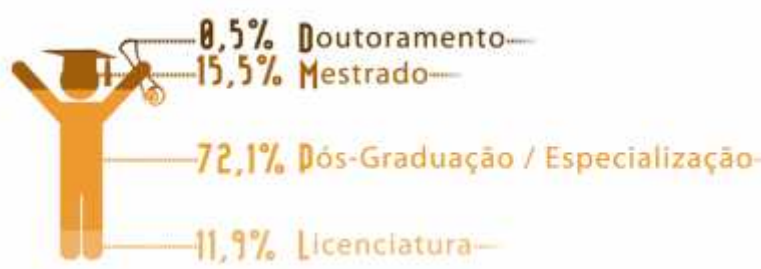 0,5% Doutoramento
15,5% Mestrado
72,1% Pós-Graduação / Especialização
11,9% Licenciatura